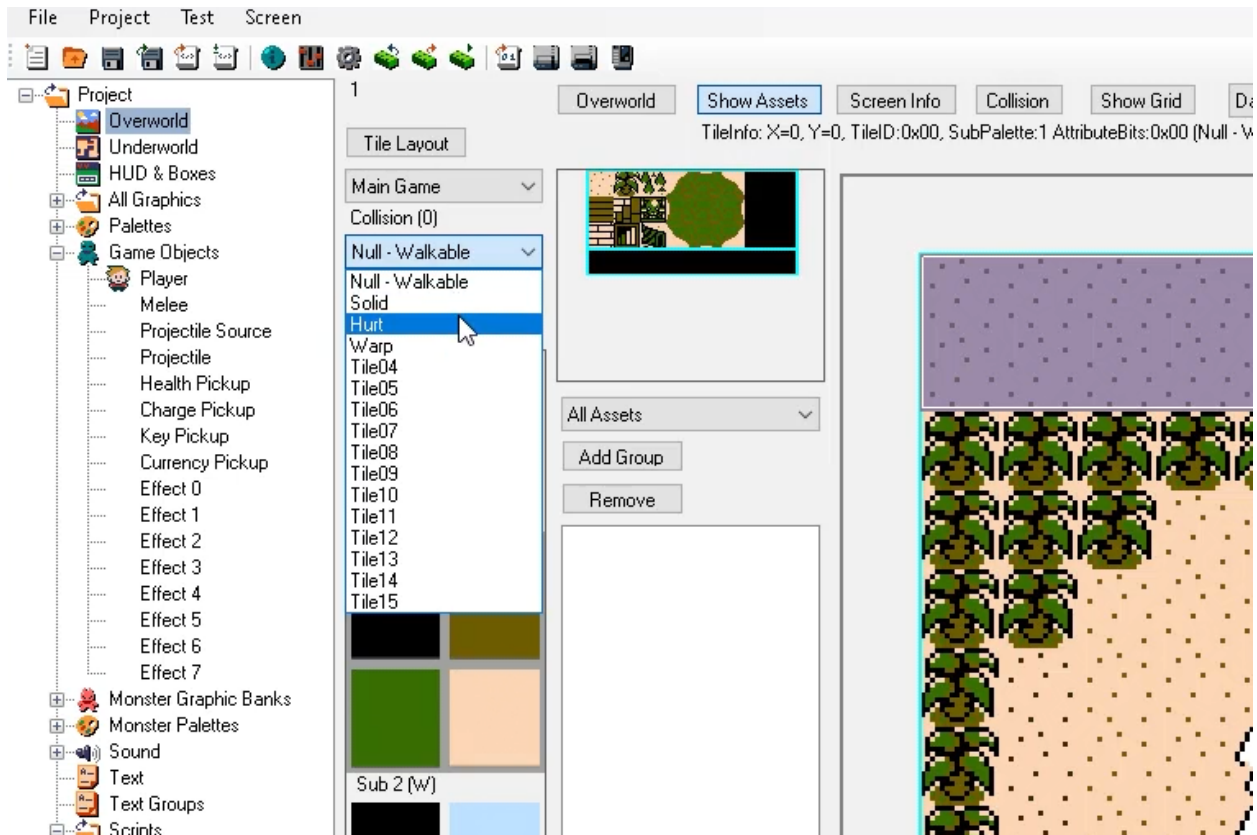 File Project Test Screen
Project
Overworld
Underworld
HUD & Boxes
All Graphics
Palettes
Game Objects
Player
Melee
Projectile Source
Projectile
Health Pickup
Charge Pickup
Key Pickup
Currency Pickup
Effect 0
Effect 1
Effect 2
Effect 3
Effect 4
Effect 5
Effect 6
Effect 7
Monster Graphic Banks
Monster Palettes
Sound
Text
Text Groups
Scripts
1
Tile Layout
Main Game
Collision (0)
Null - Walkable
Null - Walkable
Solid
Hurt
Warp
Tile04
Tile05
Tile06
Tile07
Tile08
Tile09
Tile10
Tile11
Tile12
Tile13
Tile14
Tile15
Sub 2 (W)
Overworld Show Assets Screen Info Collision Show Grid
TileInfo: X=0, Y=0, TileID:0x00, SubPalette:1 AttributeBits:0x00 (Null -
All Assets
Add Group
Remove